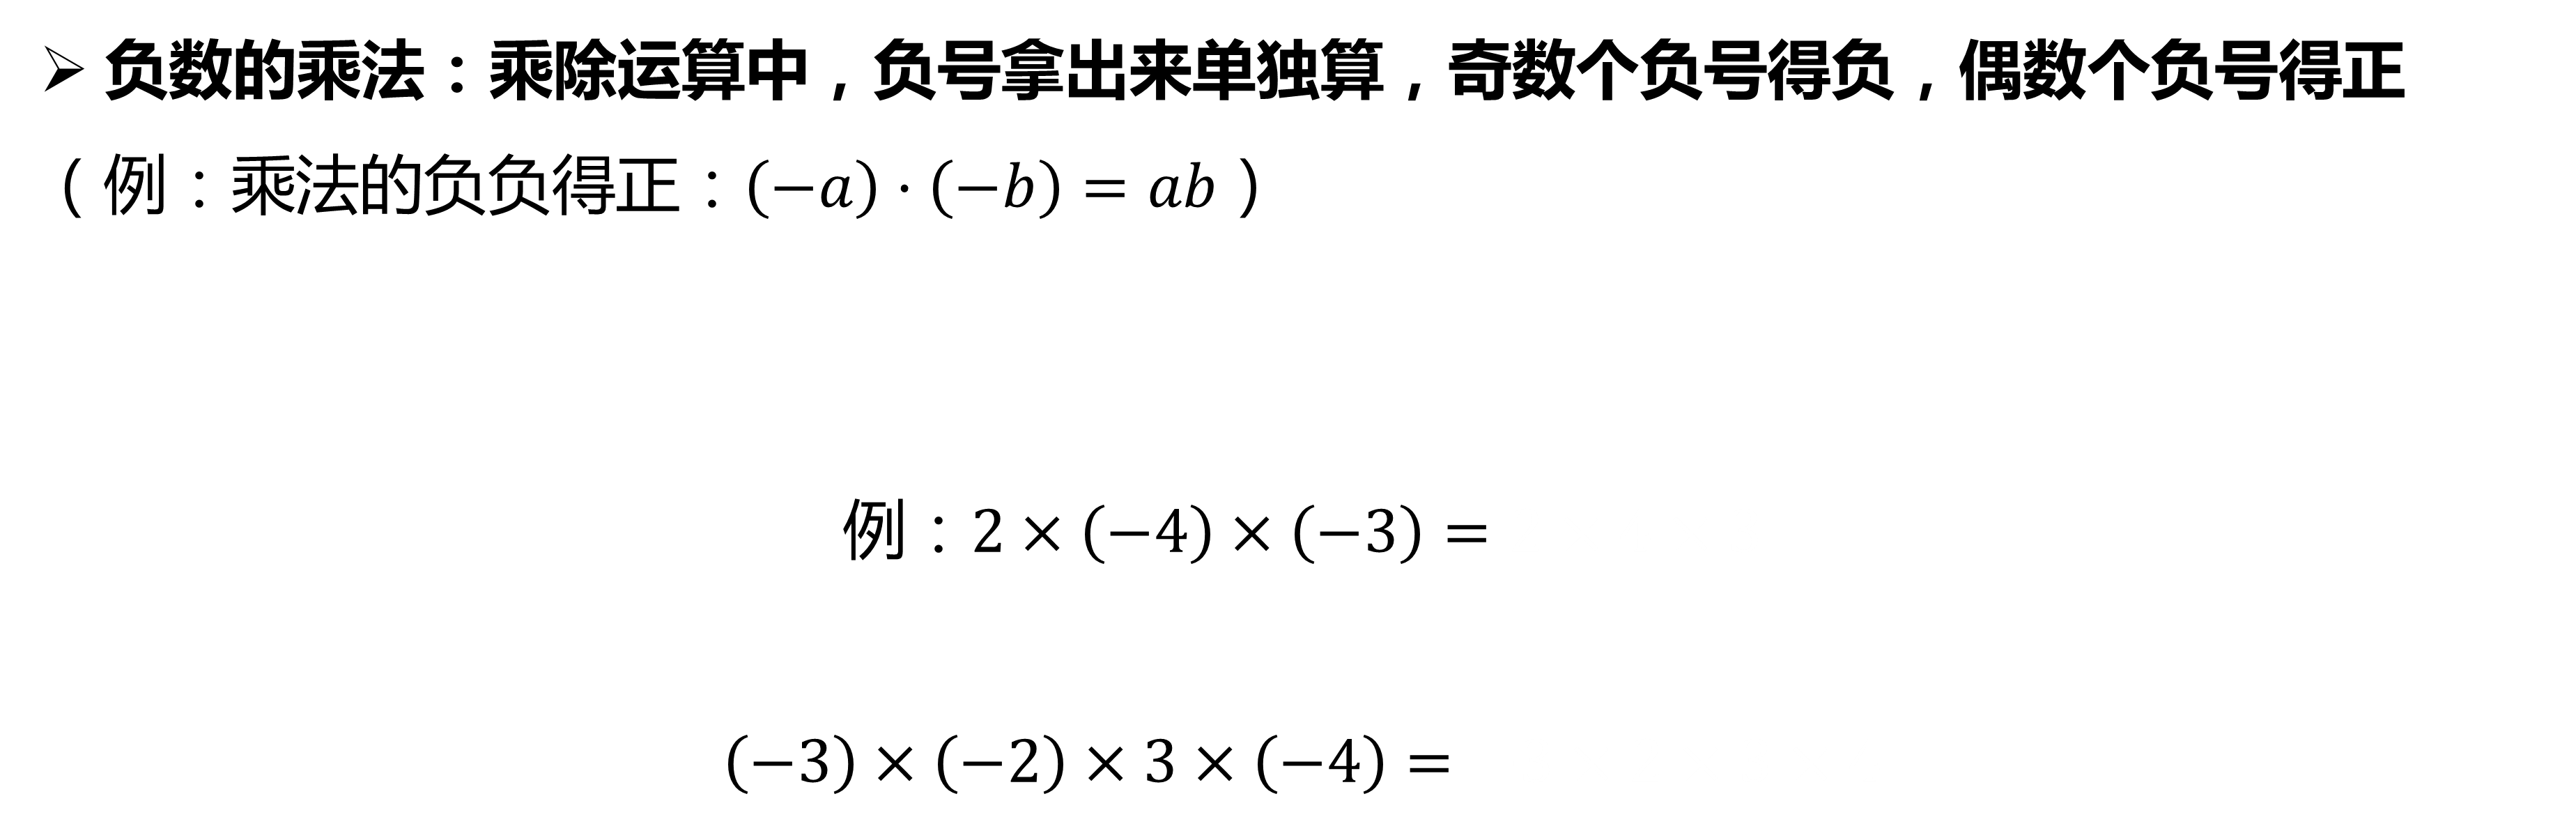 ➢ 负数的乘法：乘除运算中，负号拿出来单独算，奇数个负号得负，偶数个负号得正
（例：乘法的负负得正：(−a) · (−b) = ab ）
例：2 × (−4) × (−3) =
(−3) × (−2) × 3 × (−4) =